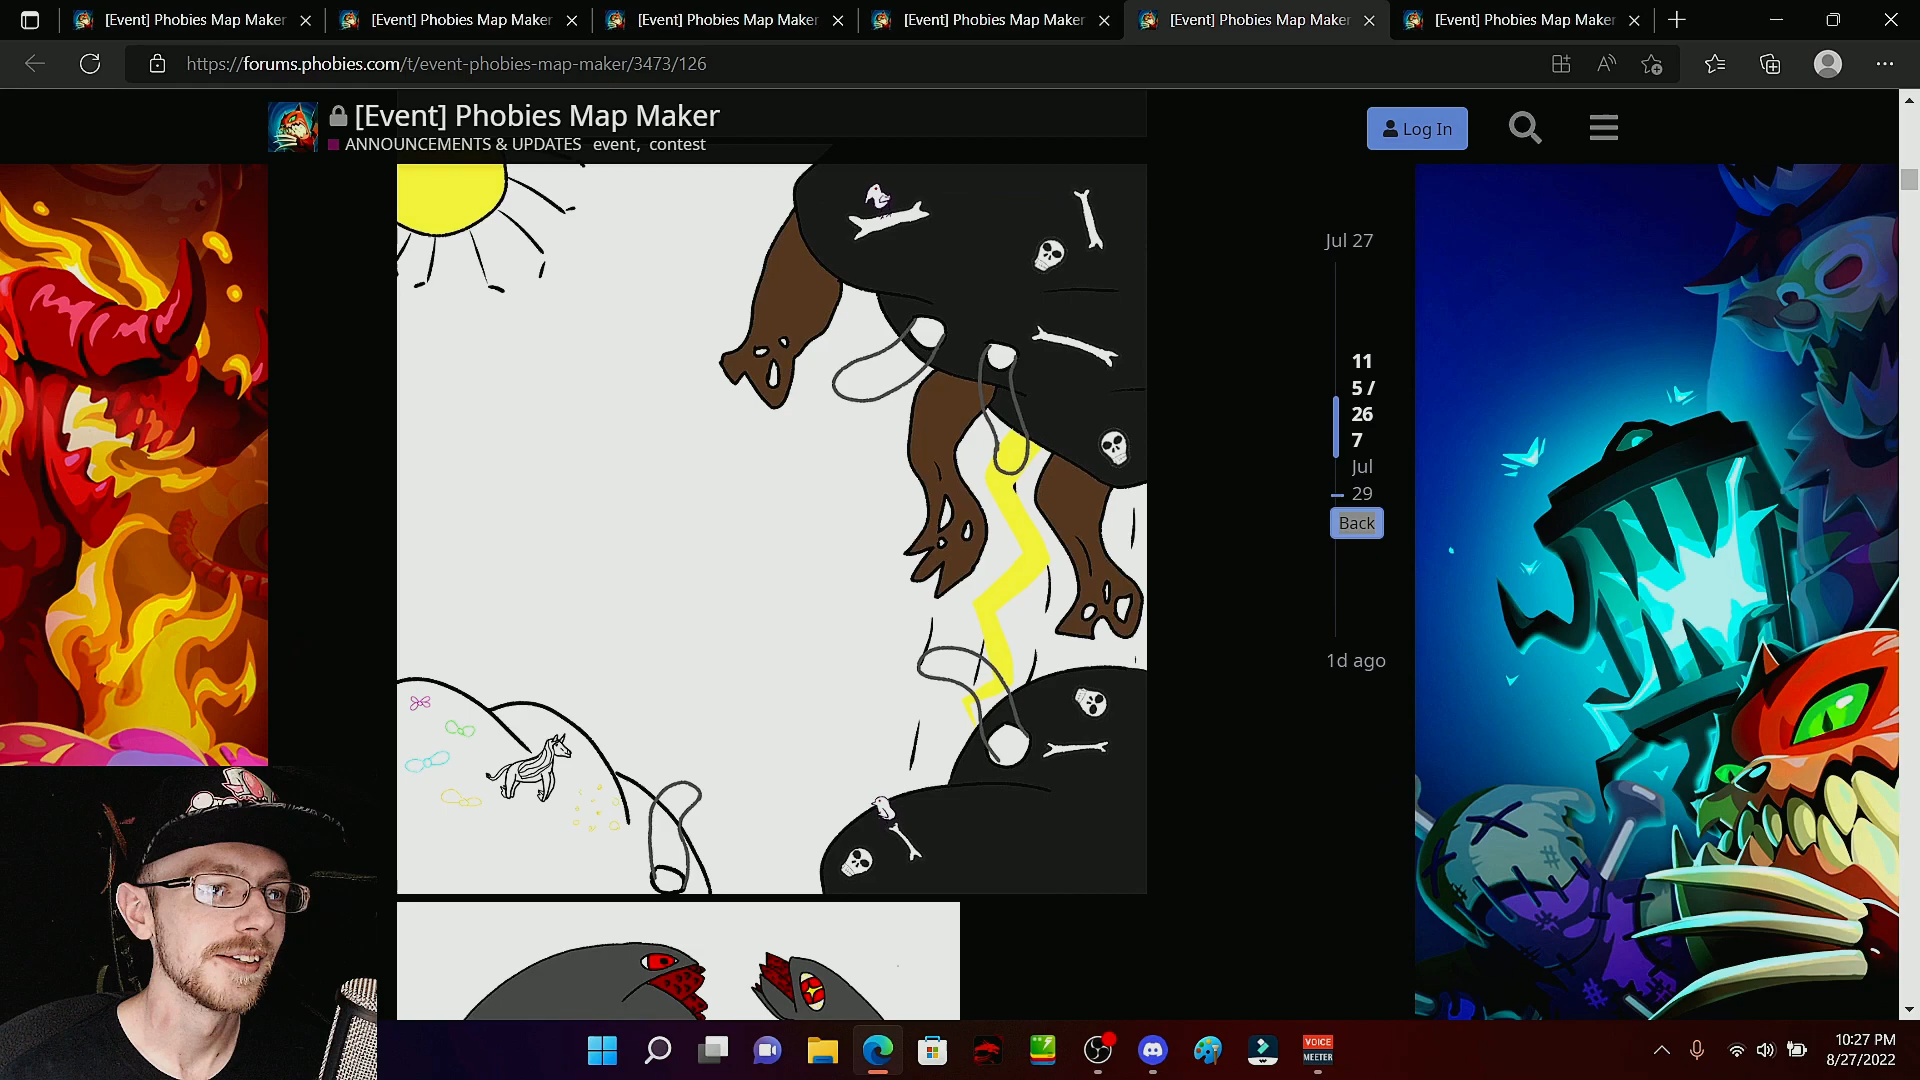 [Event] Phobies Map Maker
[Event] Phobies Map Maker
[Event] Phobies Map Maker
[Event] Phobies Map Maker
[Event] Phobies Map Maker
[Event] Phobies Map Maker
https://forums.phobies.com/t/event-phobies-map-maker/3473/126
[Event] Phobies Map Maker
ANNOUNCEMENTS & UPDATES event, contest
Log In
Jul 27
11
5 /
26
7
Jul
29
Back
1d ago
VOICE
MEETER
10:27 PM
8/27/2022